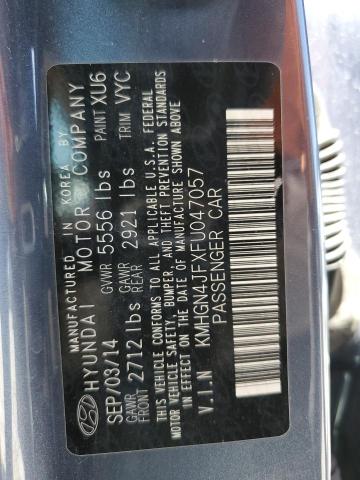 MANUFACTURED IN KOREA BY
HYUNDAI MOTOR COMPANY
SEP/03/14 GVWR 5556 lbs PAINT XU6
GAWR FRONT 2712 lbs GAWR REAR 2921 lbs TRIM VYC
THIS VEHICLE CONFORMS TO ALL APPLICABLE U.S.A. FEDERAL
MOTOR VEHICLE SAFETY, BUMPER, AND THEFT PREVENTION STANDARDS
IN EFFECT ON THE DATE OF MANUFACTURE SHOWN ABOVE.
V.I.N KMHGN4JFXFU047057
PASSENGER CAR